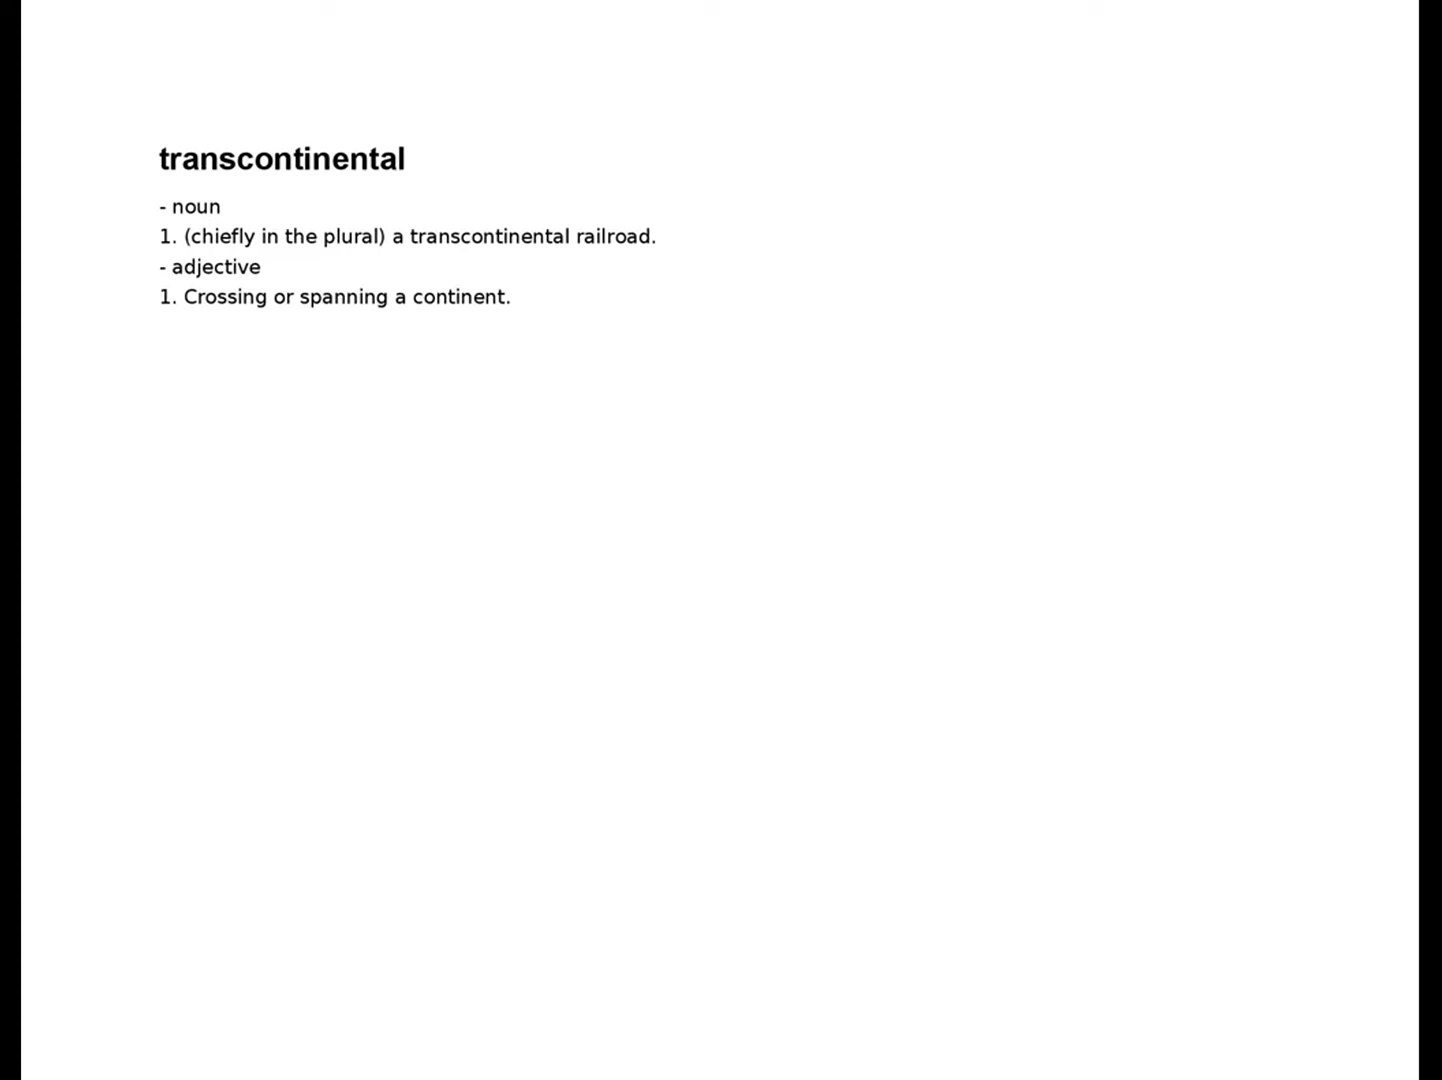 transcontinental
- noun
1. (chiefly in the plural) a transcontinental railroad.
- adjective
1. Crossing or spanning a continent.